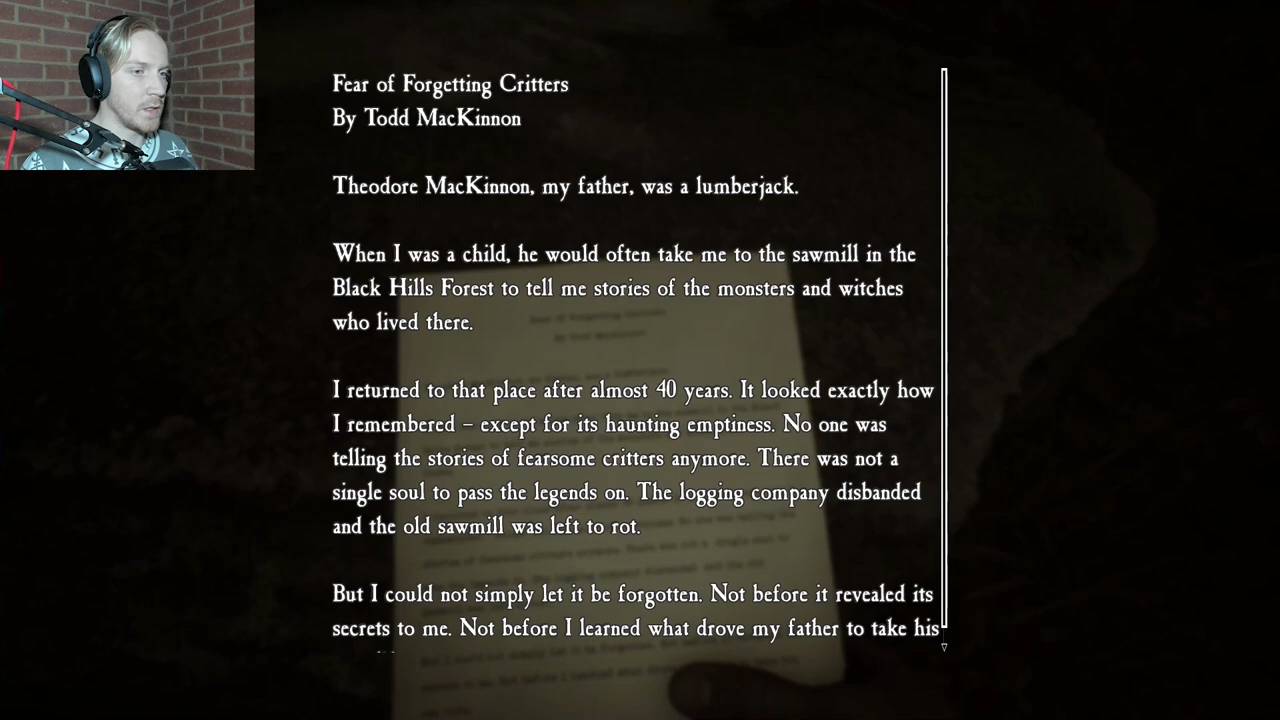 Fear of Forgetting Critters
By Todd MacKinnon
Theodore MacKinnon, my father, was a lumberjack.
When I was a child, he would often take me to the sawmill in the
Black Hills Forest to tell me stories of the monsters and witches
who lived there.
I returned to that place after almost 40 years. It looked exactly how
I remembered – except for its haunting emptiness. No one was
telling the stories of fearsome critters anymore. There was not a
single soul to pass the legends on. The logging company disbanded
and the old sawmill was left to rot.
But I could not simply let it be forgotten. Not before it revealed its
secrets to me. Not before I learned what drove my father to take his